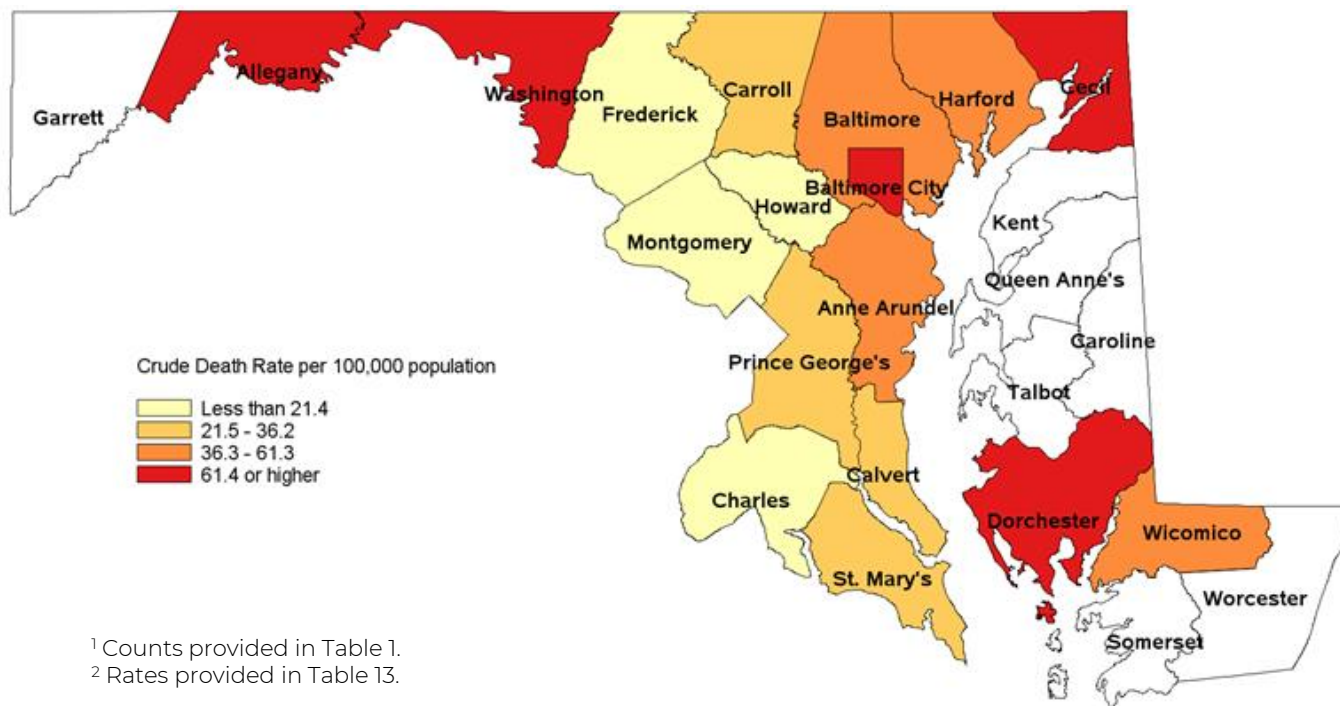 Allegany
Garrett
Washington
Frederick
Carroll
Baltimore
Harford
Cecil
Baltimore City
Howard
Montgomery
Kent
Queen Anne's
Anne Arundel
Caroline
Prince George's
Talbot
Crude Death Rate per 100,000 population
Less than 21.4
21.5 - 36.2
36.3 - 61.3
61.4 or higher
Calvert
Charles
Dorchester
Wicomico
St. Mary's
Worcester
Somerset
¹ Counts provided in Table 1.
² Rates provided in Table 13.